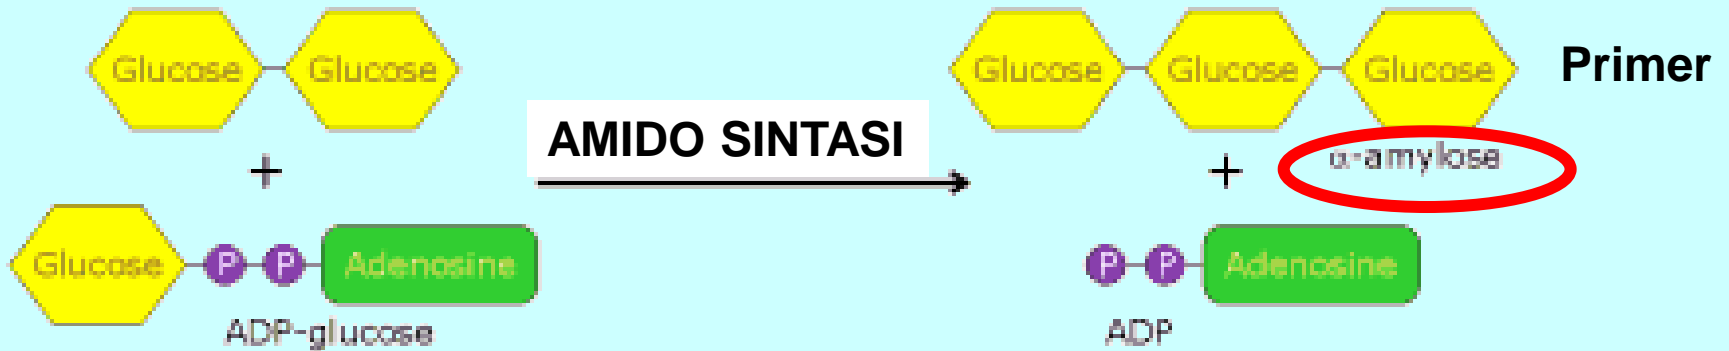 Glucose Glucose
+
Glucose P P Adenosine
ADP-glucose
AMIDO SINTASI
Glucose Glucose Glucose Primer
α-amylose
+
P P Adenosine
ADP